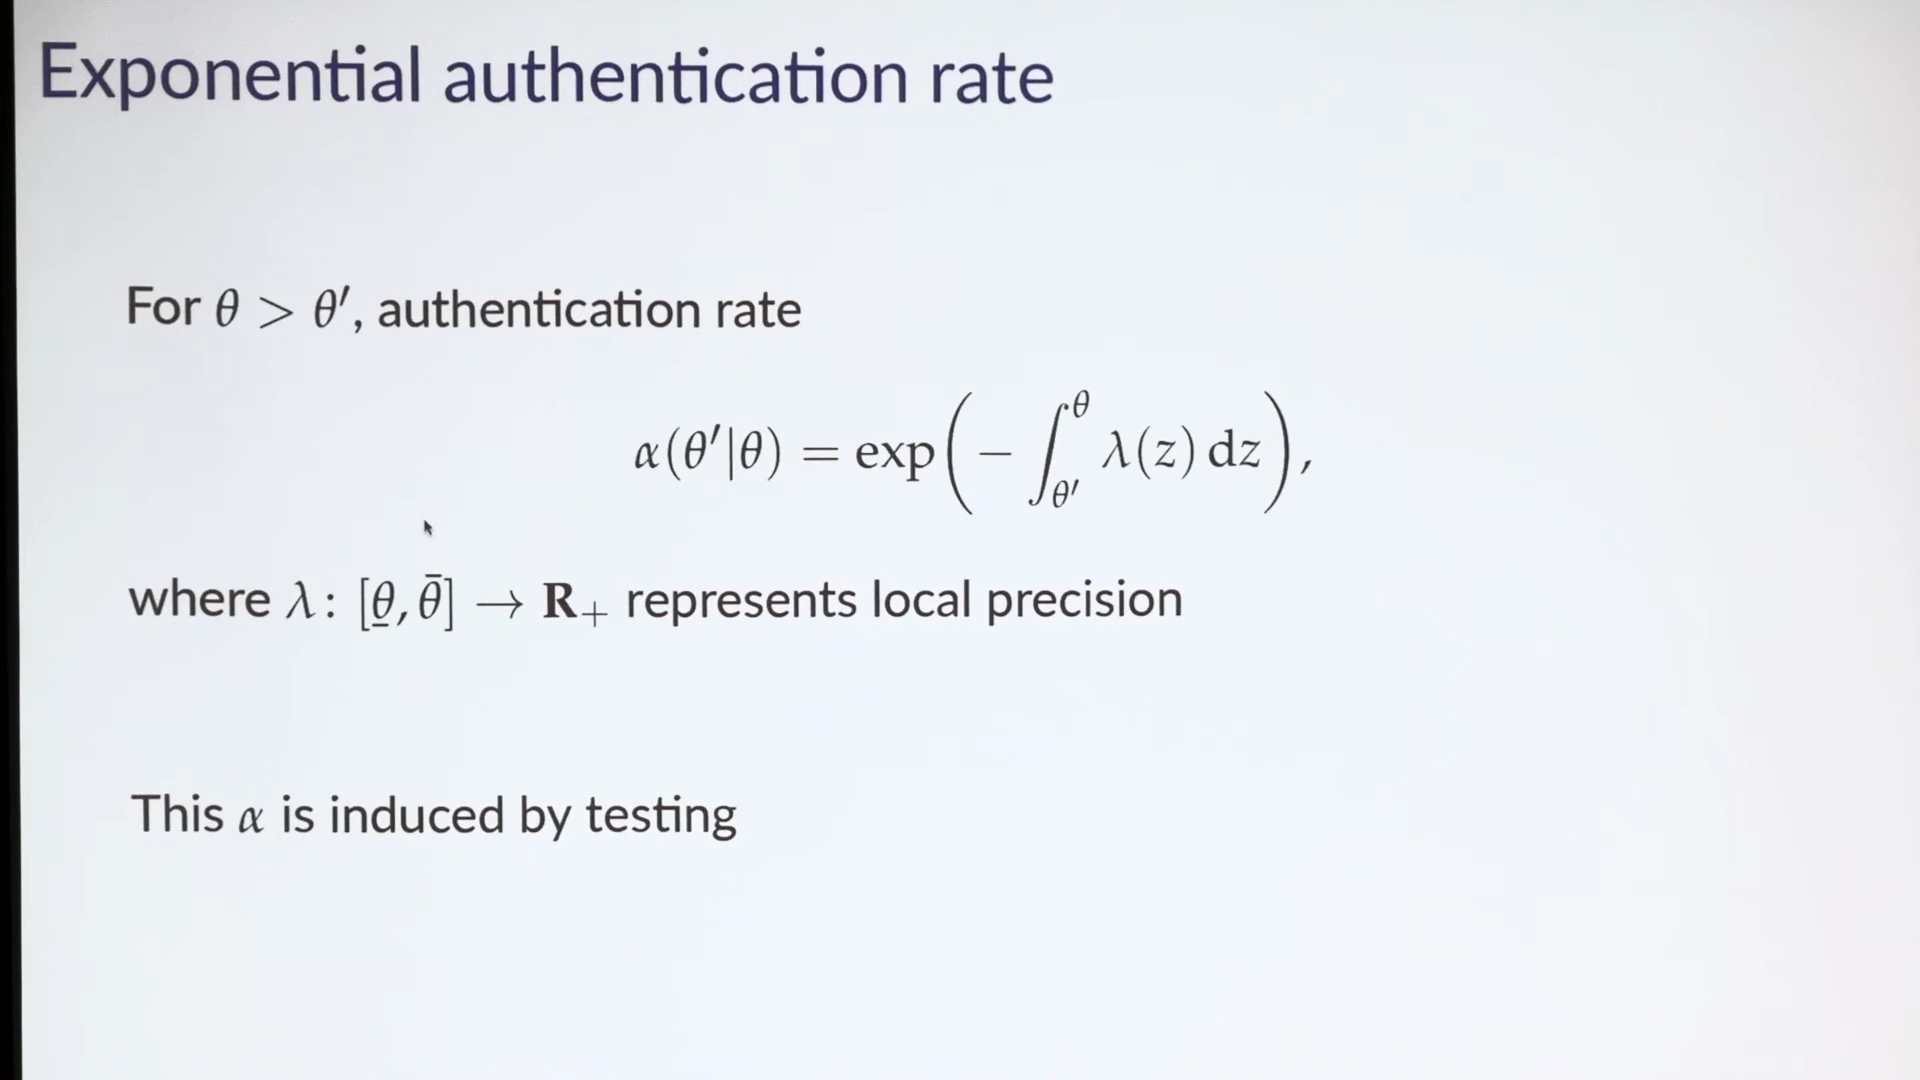 Exponential authentication rate
For θ > θ′, authentication rate
α(θ′|θ) = exp(− ∫_{θ′}^{θ} λ(z) dz),
where λ: [θ̲, θ̄] → R₊ represents local precision
This α is induced by testing